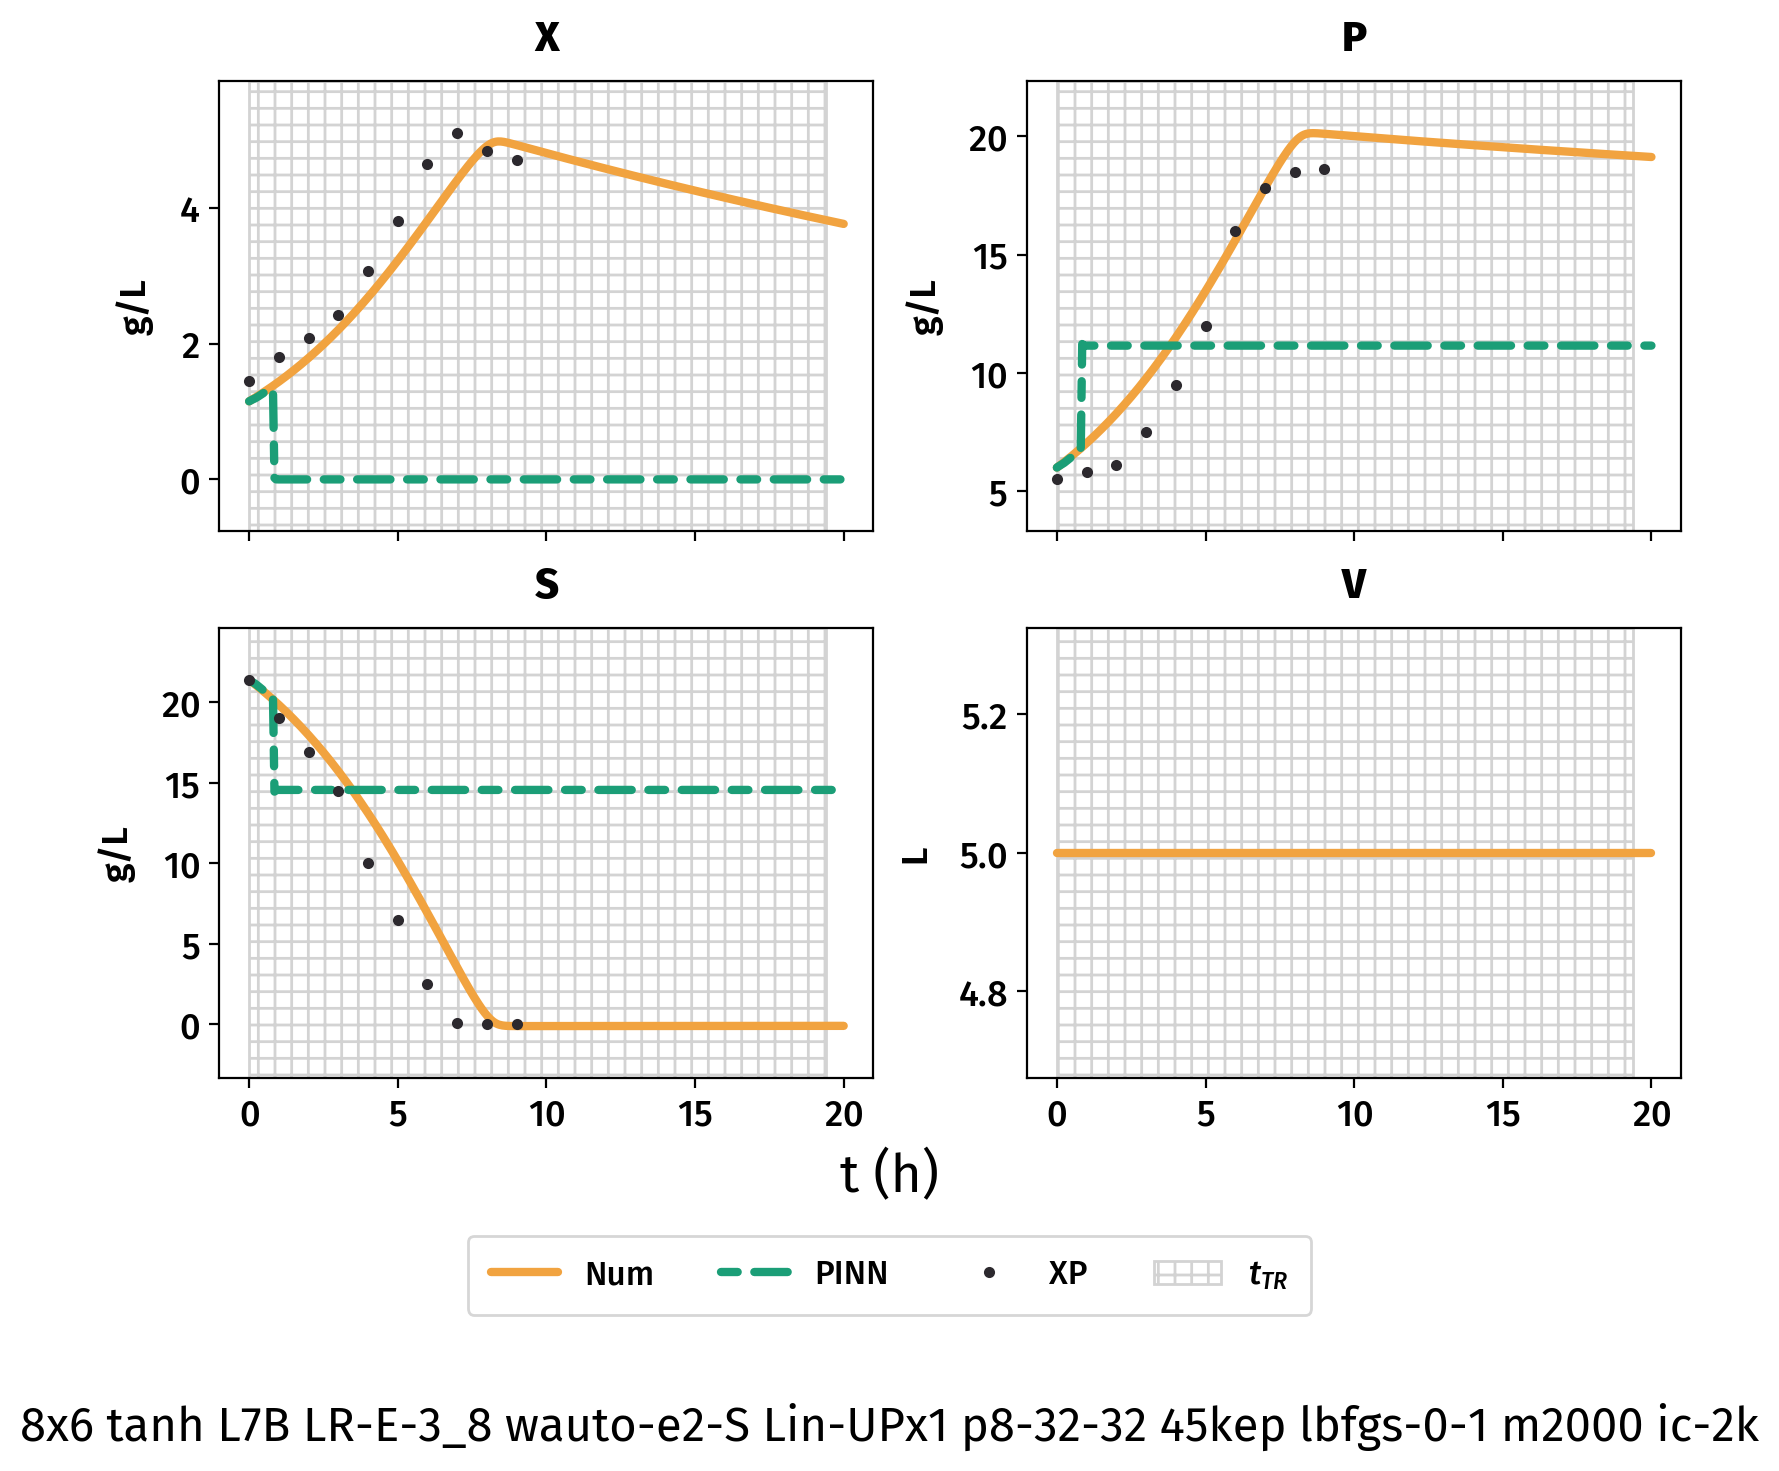 X
P
g/L
4
2
0
g/L
20
15
10
5
S
V
g/L
20
15
10
5
0
L
5.2
5.0
4.8
0 5 10 15 20
0 5 10 15 20
t (h)
Num PINN XP tTR
8x6 tanh L7B LR-E-3_8 wauto-e2-S Lin-UPx1 p8-32-32 45kep lbfgs-0-1 m2000 ic-2k